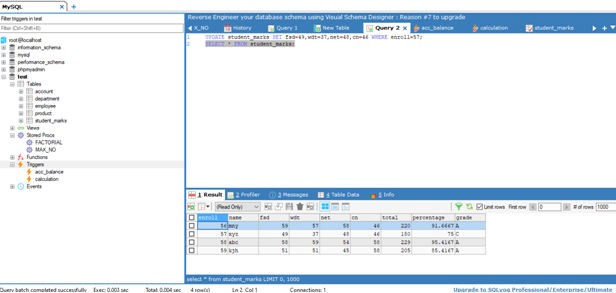 MySQL
Filter triggers in test
Filter (Ctrl+Shift+B)
root@localhost
information_schema
mysql
performance_schema
phpmyadmin
test
Tables
account
department
employee
product
student_marks
Views
Stored Procs
FACTORIAL
MAX_NO
Functions
Triggers
acc_balance
calculation
Events
Reverse Engineer your database schema using Visual Schema Designer : Reason #7 to upgrade
X_NO History Query 1 New Table Query 2 acc_balance calculation student_marks
1 UPDATE student_marks SET fsd=49,wdt=37,net=48,cn=46 WHERE enroll=57;
2 SELECT * FROM student_marks;
1 Result 2 Profiler 3 Messages 4 Table Data 5 Info
(Read Only) Limit rows First row 0 # of rows 1000
enroll name fsd wdt net cn total percentage grade
56 mny 59 57 58 46 220 91.6667 A
57 xyz 49 37 48 46 180 75 C
58 abc 58 59 54 58 229 95.4167 A
59 kjh 51 51 45 58 205 85.4167 A
select * from student_marks LIMIT 0, 1000
Query batch completed successfully Exec: 0.003 sec Total: 0.004 sec 4 row(s) Ln 2, Col 1 Connections: 1 Upgrade to SQLyog Professional/Enterprise/Ultimate